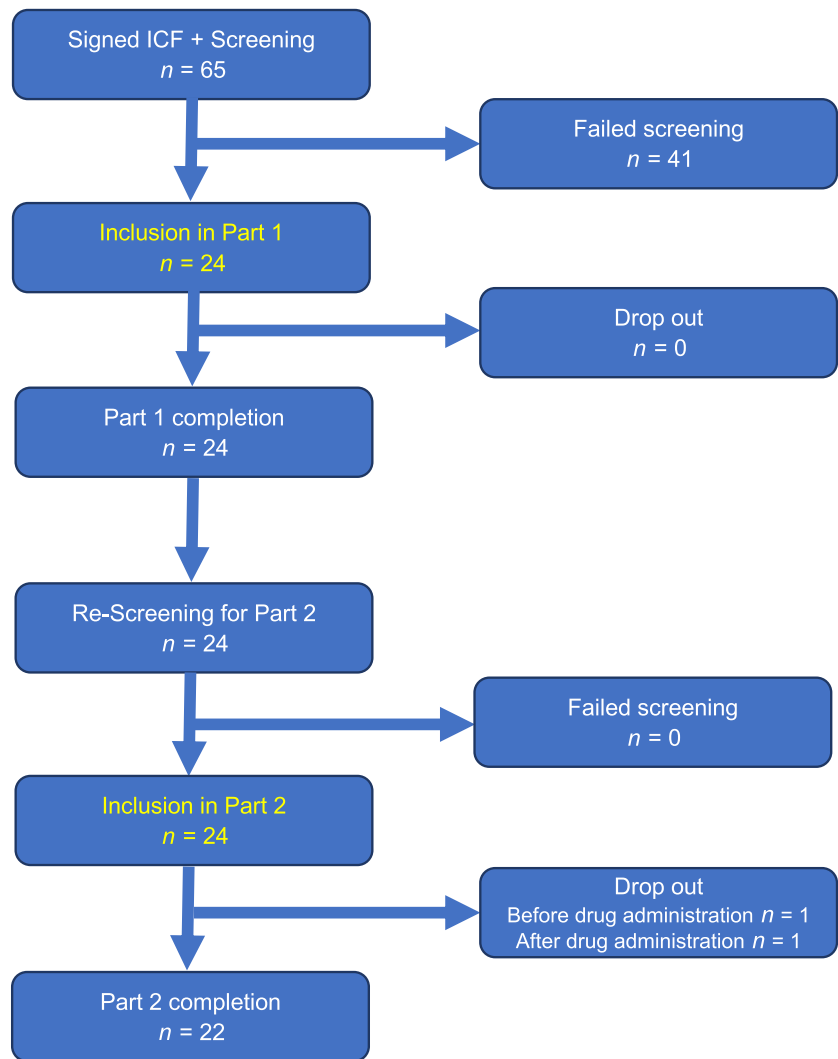 Signed ICF + Screening
n = 65
Failed screening
n = 41
Inclusion in Part 1
n = 24
Drop out
n = 0
Part 1 completion
n = 24
Re-Screening for Part 2
n = 24
Failed screening
n = 0
Inclusion in Part 2
n = 24
Drop out
Before drug administration n = 1
After drug administration n = 1
Part 2 completion
n = 22